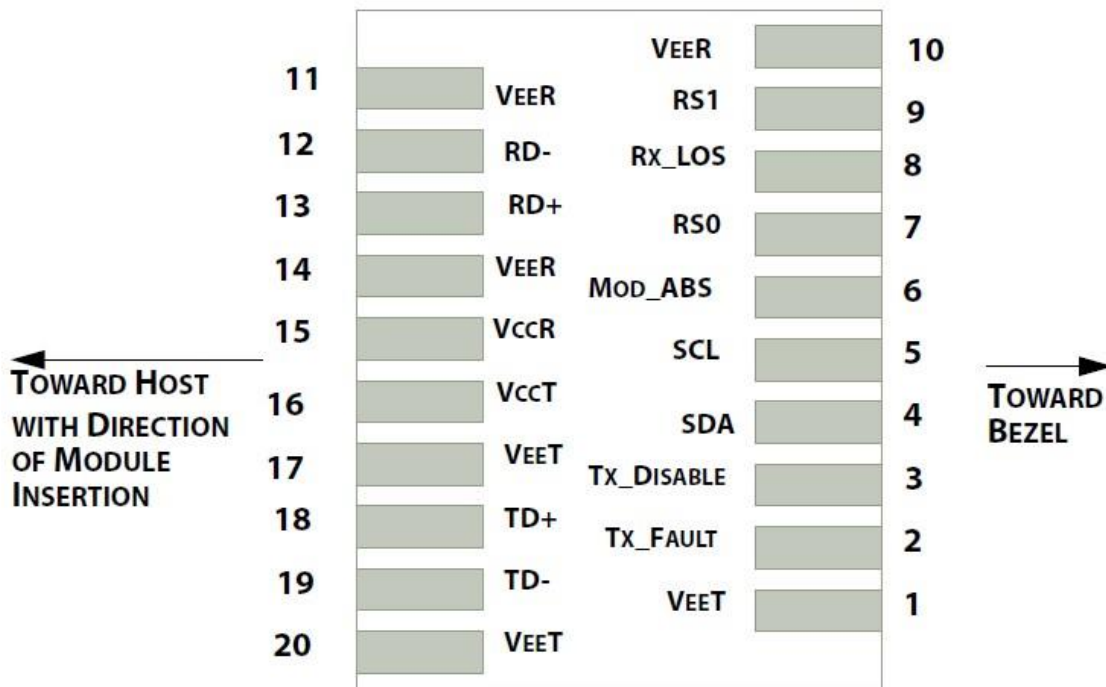 11 VEER
12 RD-
13 RD+
14 VEER
15 VCCR
16 VCCT
17 VEET
18 TD+
19 TD-
20 VEET
VEER 10
RS1 9
RX_LOS 8
RS0 7
MOD_ABS 6
SCL 5
SDA 4
TX_DISABLE 3
TX_FAULT 2
VEET 1
TOWARD HOST
WITH DIRECTION
OF MODULE
INSERTION
TOWARD
BEZEL